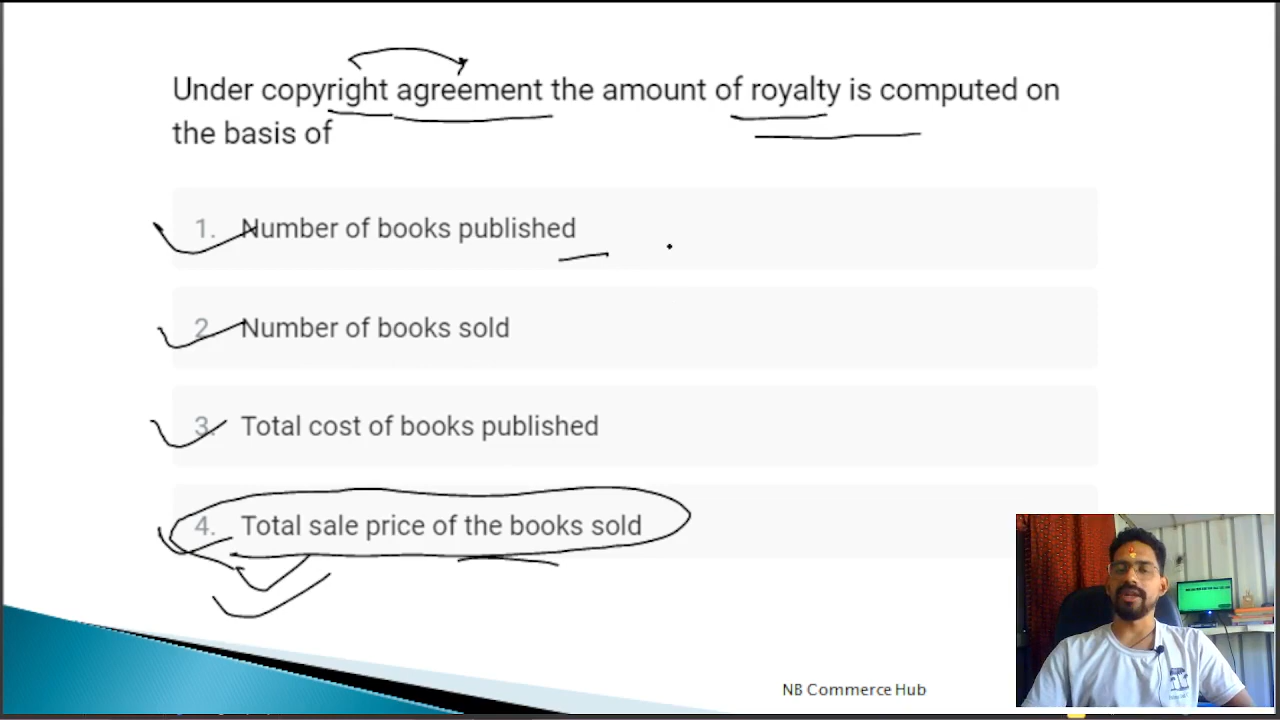 Under copyright agreement the amount of royalty is computed on
the basis of
1. Number of books published
2. Number of books sold
3. Total cost of books published
4. Total sale price of the books sold
NB Commerce Hub